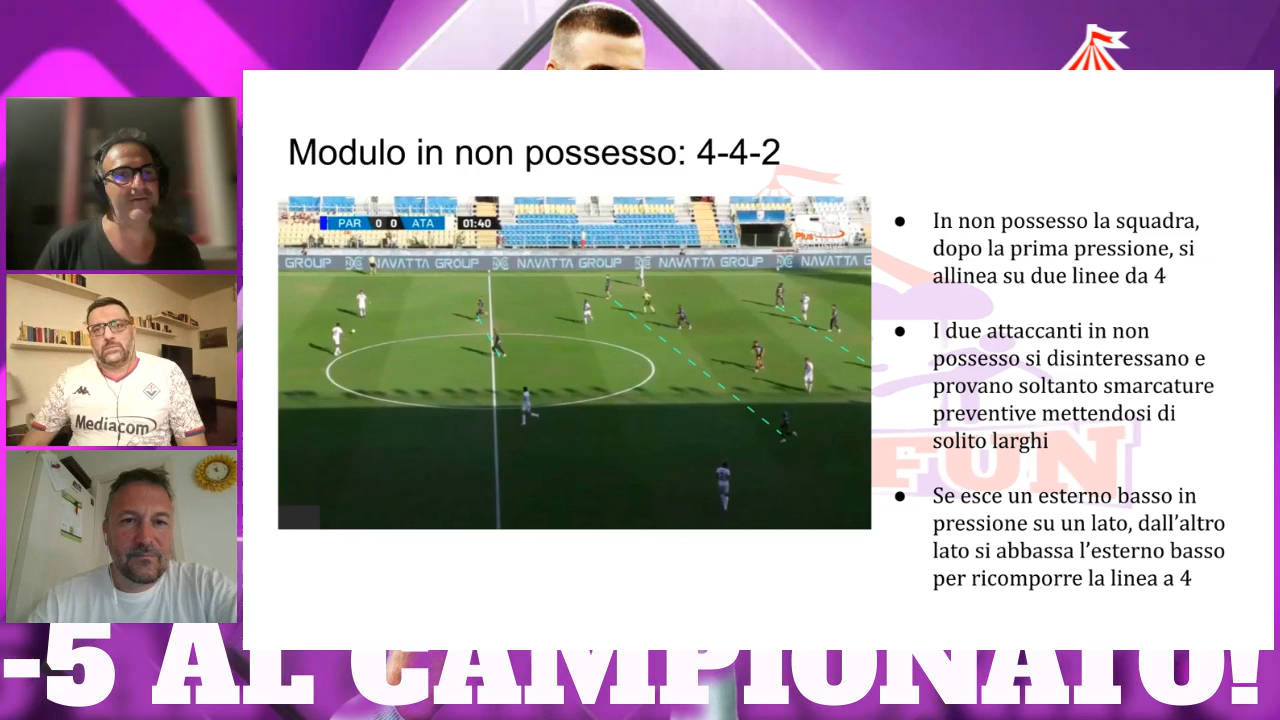 Modulo in non possesso: 4-4-2
PAR 0 0 ATA 01:40
GROUP NAVATTA GROUP NAVATTA GROUP NAVATTA G
● In non possesso la squadra,
dopo la prima pressione, si
allinea su due linee da 4
● I due attaccanti in non
possesso si disinteressano e
provano soltanto smarcature
preventive mettendosi di
solito larghi
● Se esce un esterno basso in
pressione su un lato, dall’altro
lato si abbassa l’esterno basso
per ricomporre la linea a 4
FUN
Mediacom
-5 AL CAMPIONATO!